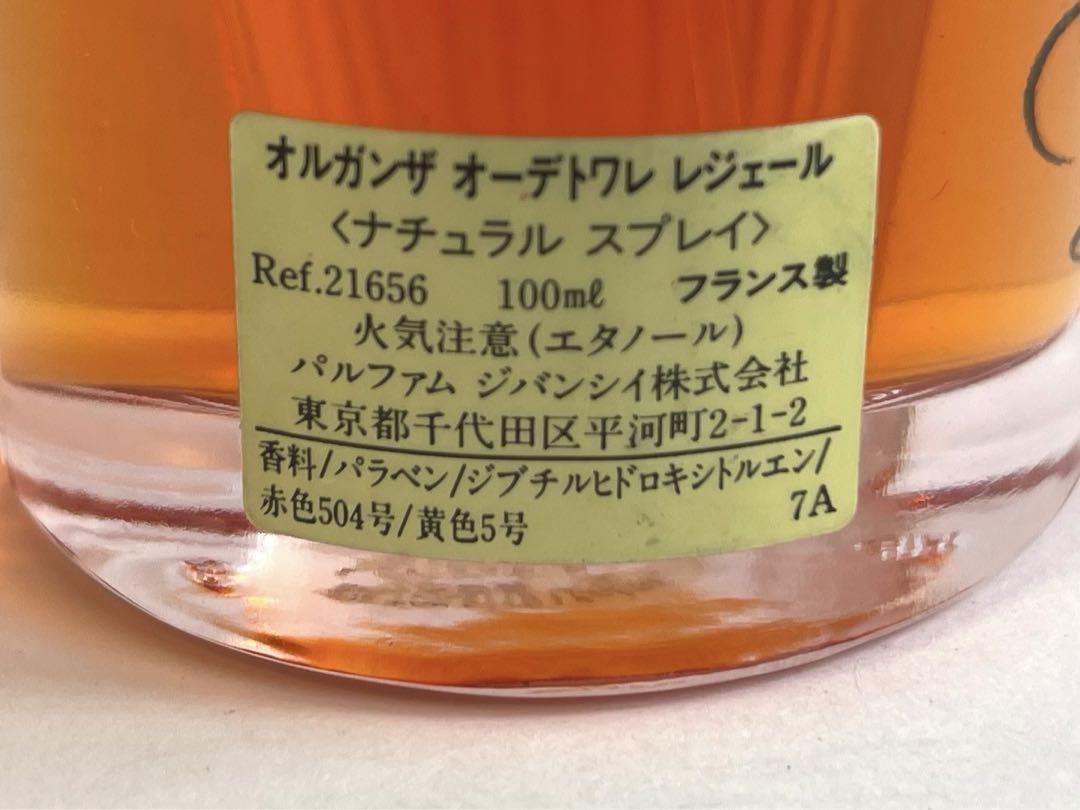 オルガンザ オーデトワレ レジェール
〈ナチュラル スプレイ〉
Ref.21656 100mℓ フランス製
火気注意(エタノール)
パルファム ジバンシイ株式会社
東京都千代田区平河町2-1-2
香料/パラベン/ジブチルヒドロキシトルエン/
赤色504号/黄色5号 7A